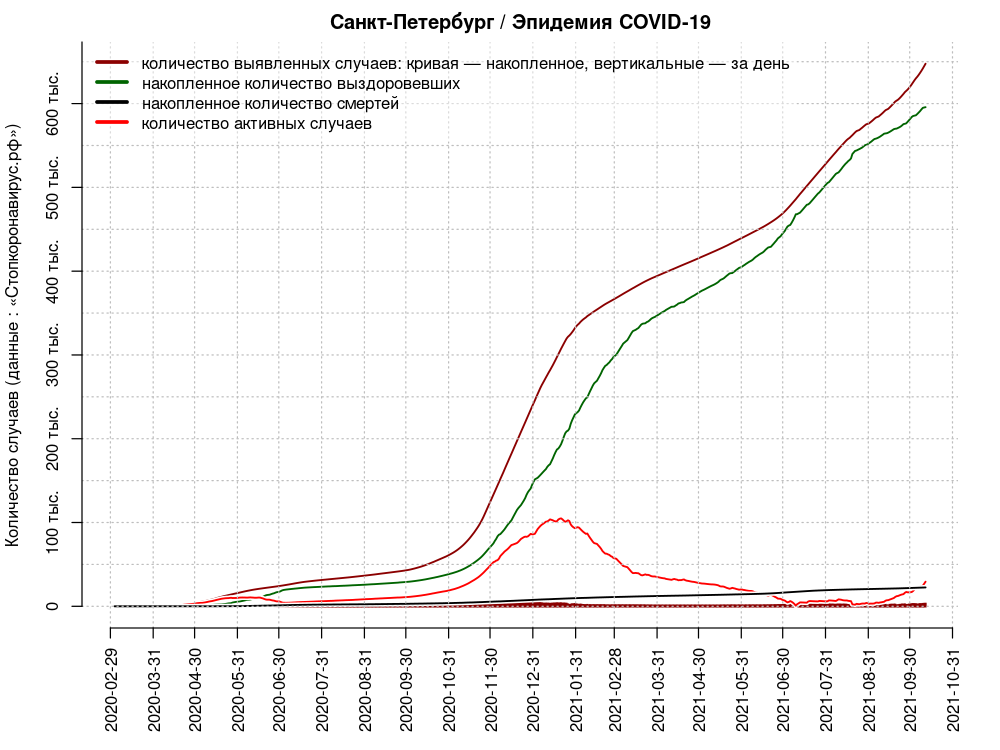 Санкт-Петербург / Эпидемия COVID-19
количество выявленных случаев: кривая — накопленное, вертикальные — за день
накопленное количество выздоровевших
накопленное количество смертей
количество активных случаев
Количество случаев (данные : «Стопкоронавирус.рф»)
600 тыс.
500 тыс.
400 тыс.
300 тыс.
200 тыс.
100 тыс.
0
2020-02-29
2020-03-31
2020-04-30
2020-05-31
2020-06-30
2020-07-31
2020-08-31
2020-09-30
2020-10-31
2020-11-30
2020-12-31
2021-01-31
2021-02-28
2021-03-31
2021-04-30
2021-05-31
2021-06-30
2021-07-31
2021-08-31
2021-09-30
2021-10-31